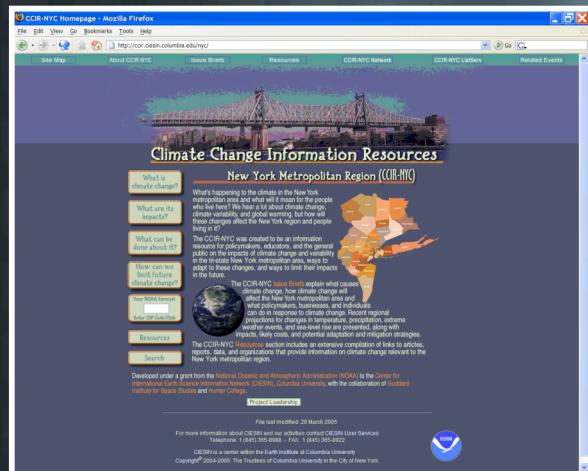 CCIR-NYC Homepage - Mozilla Firefox
File Edit View Go Bookmarks Tools Help
http://ccir.ciesin.columbia.edu/nyc/
Go
Site Map About CCIR-NYC Issue Briefs Resources CCIR-NYC Network CCIR-NYC ListServ Related Events
Climate Change Information Resources
New York Metropolitan Region (CCIR-NYC)
What is
climate change?
What are its
impacts?
What can be
done about it?
How can we
limit future
climate change?
Your NOAA Forecast
Enter ZIP Code/Click
Resources
Search
What's happening to the climate in the New York
metropolitan area and what will it mean for the people
who live here? We hear a lot about climate change,
climate variability, and global warming, but how will
these changes affect the New York region and people
living in it?
The CCIR-NYC was created to be an information
resource for policymakers, educators, and the general
public on the impacts of climate change and variability
in the tri-state New York metropolitan area, ways to
adapt to these changes, and ways to limit their impacts
in the future.
The CCIR-NYC Issue Briefs explain what causes
climate change, how climate change will
affect the New York metropolitan area and
what policymakers, businesses, and individuals
can do in response to climate change. Recent regional
projections for changes in temperature, precipitation, extreme
weather events, and sea-level rise are presented, along with
impacts, likely costs, and potential adaptation and mitigation strategies.
The CCIR-NYC Resources section includes an extensive compilation of links to articles,
reports, data, and organizations that provide information on climate change relevant to the
New York metropolitan region.
Developed under a grant from the National Oceanic and Atmospheric Administration (NOAA) to the Center for
International Earth Science Information Network (CIESIN), Columbia University, with the collaboration of Goddard
Institute for Space Studies and Hunter College.
Project Leadership
File last modified: 29 March 2005
For more information about CIESIN and our activities contact CIESIN User Services
Telephone: 1 (845) 365-8988 - FAX: 1 (845) 365-8922
CIESIN is a center within the Earth Institute at Columbia University
Copyright© 2004-2005. The Trustees of Columbia University in the City of New York.
NOAA